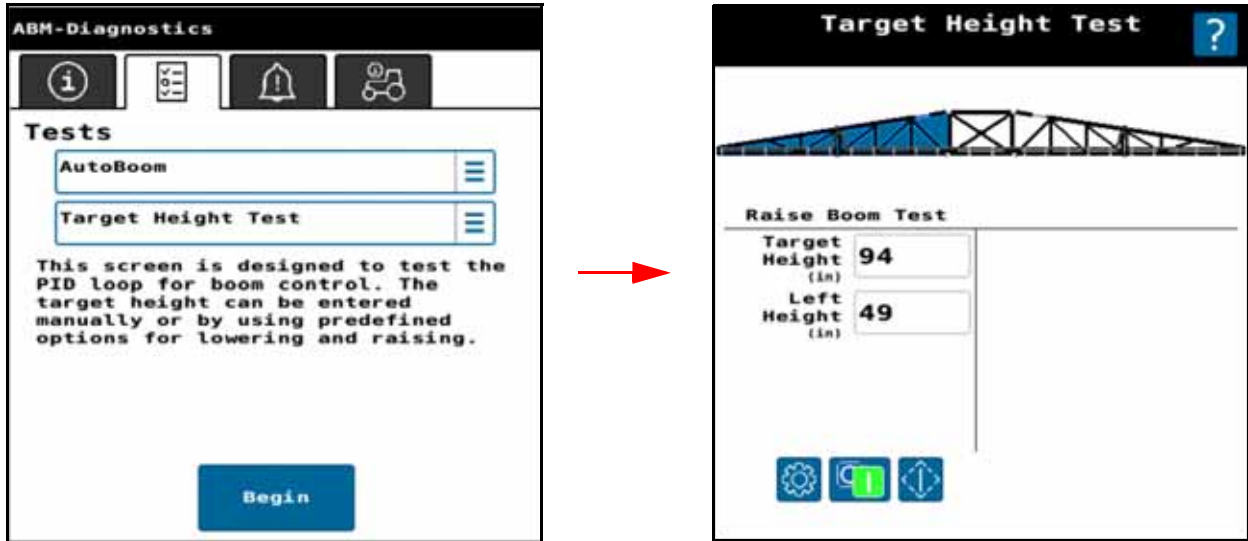 ABM-Diagnostics
Tests
AutoBoom
Target Height Test
This screen is designed to test the
PID loop for boom control. The
target height can be entered
manually or by using predefined
options for lowering and raising.
Begin
Target Height Test
?
Raise Boom Test
Target
Height
(in)
94
Left
Height
(in)
49